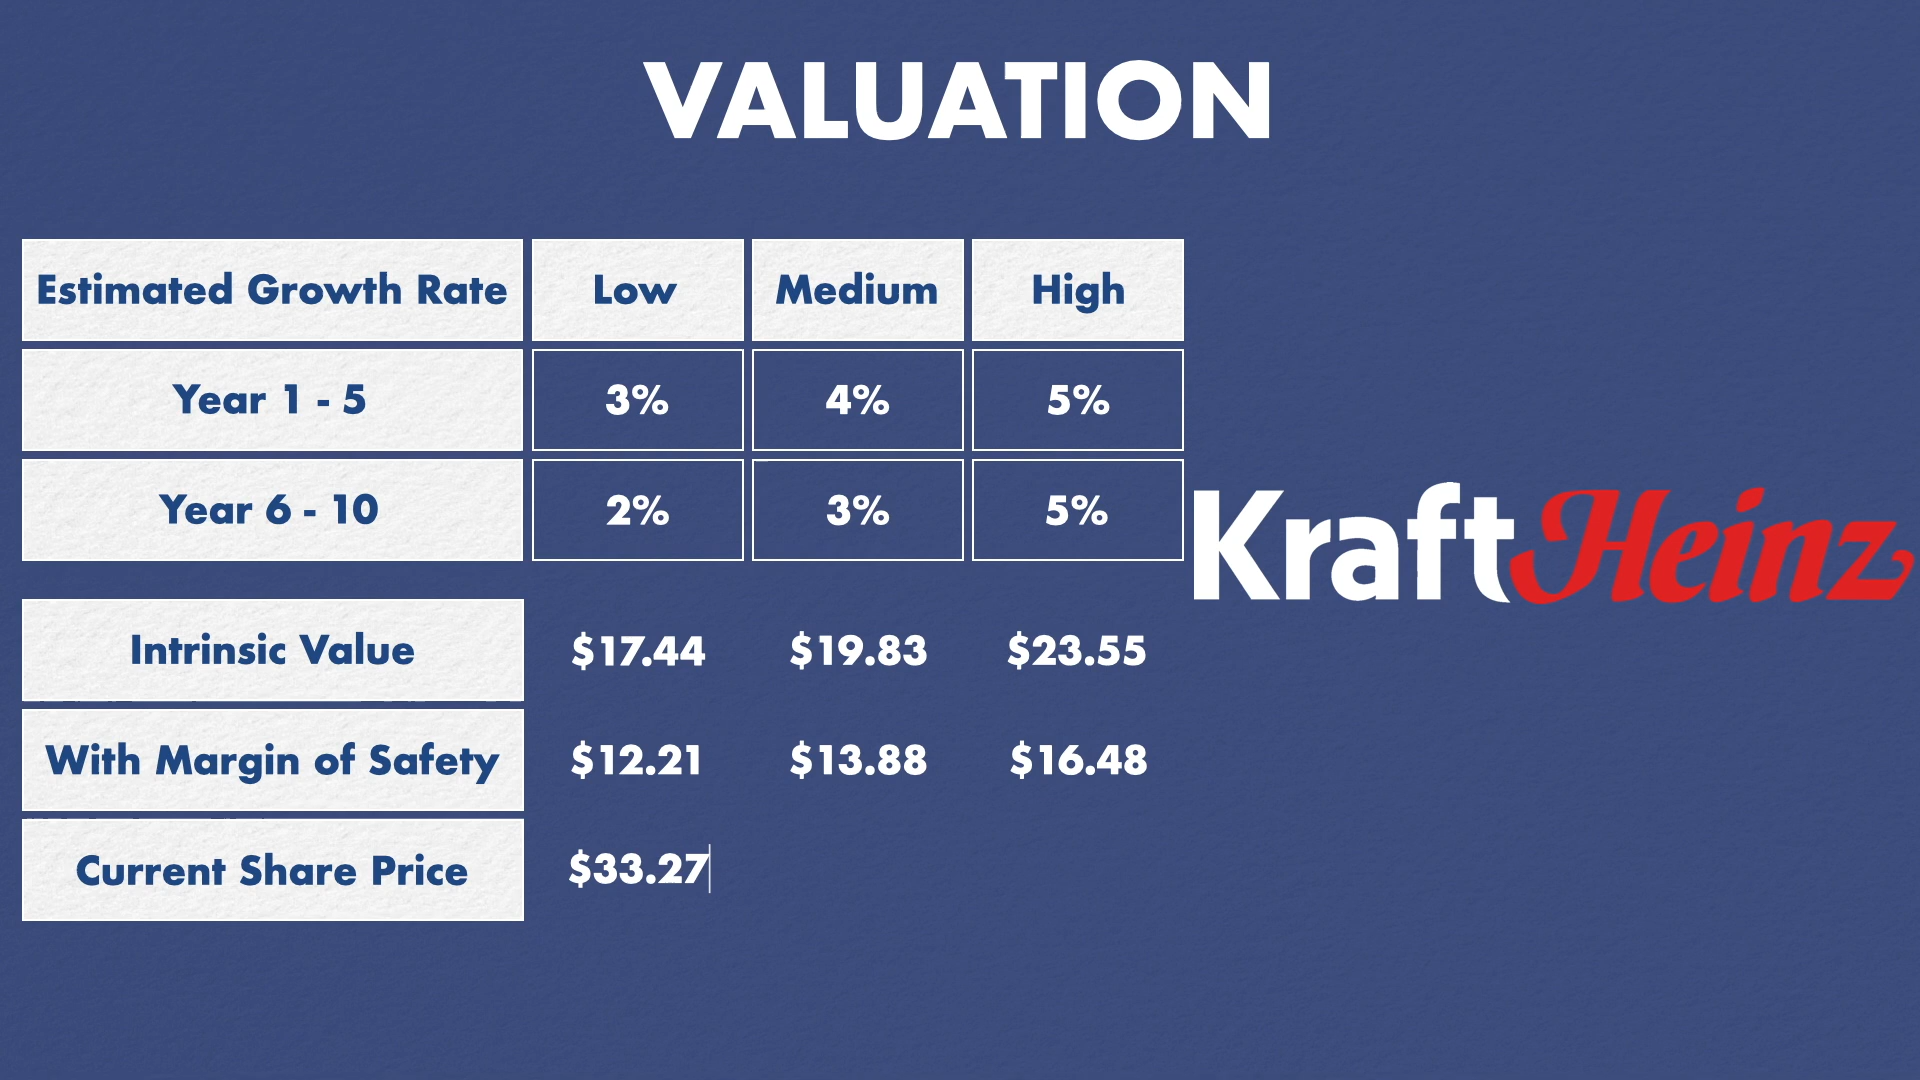 VALUATION
Estimated Growth Rate Low Medium High
Year 1 - 5 3% 4% 5%
Year 6 - 10 2% 3% 5%
KraftHeinz
Intrinsic Value $17.44 $19.83 $23.55
With Margin of Safety $12.21 $13.88 $16.48
Current Share Price $33.27